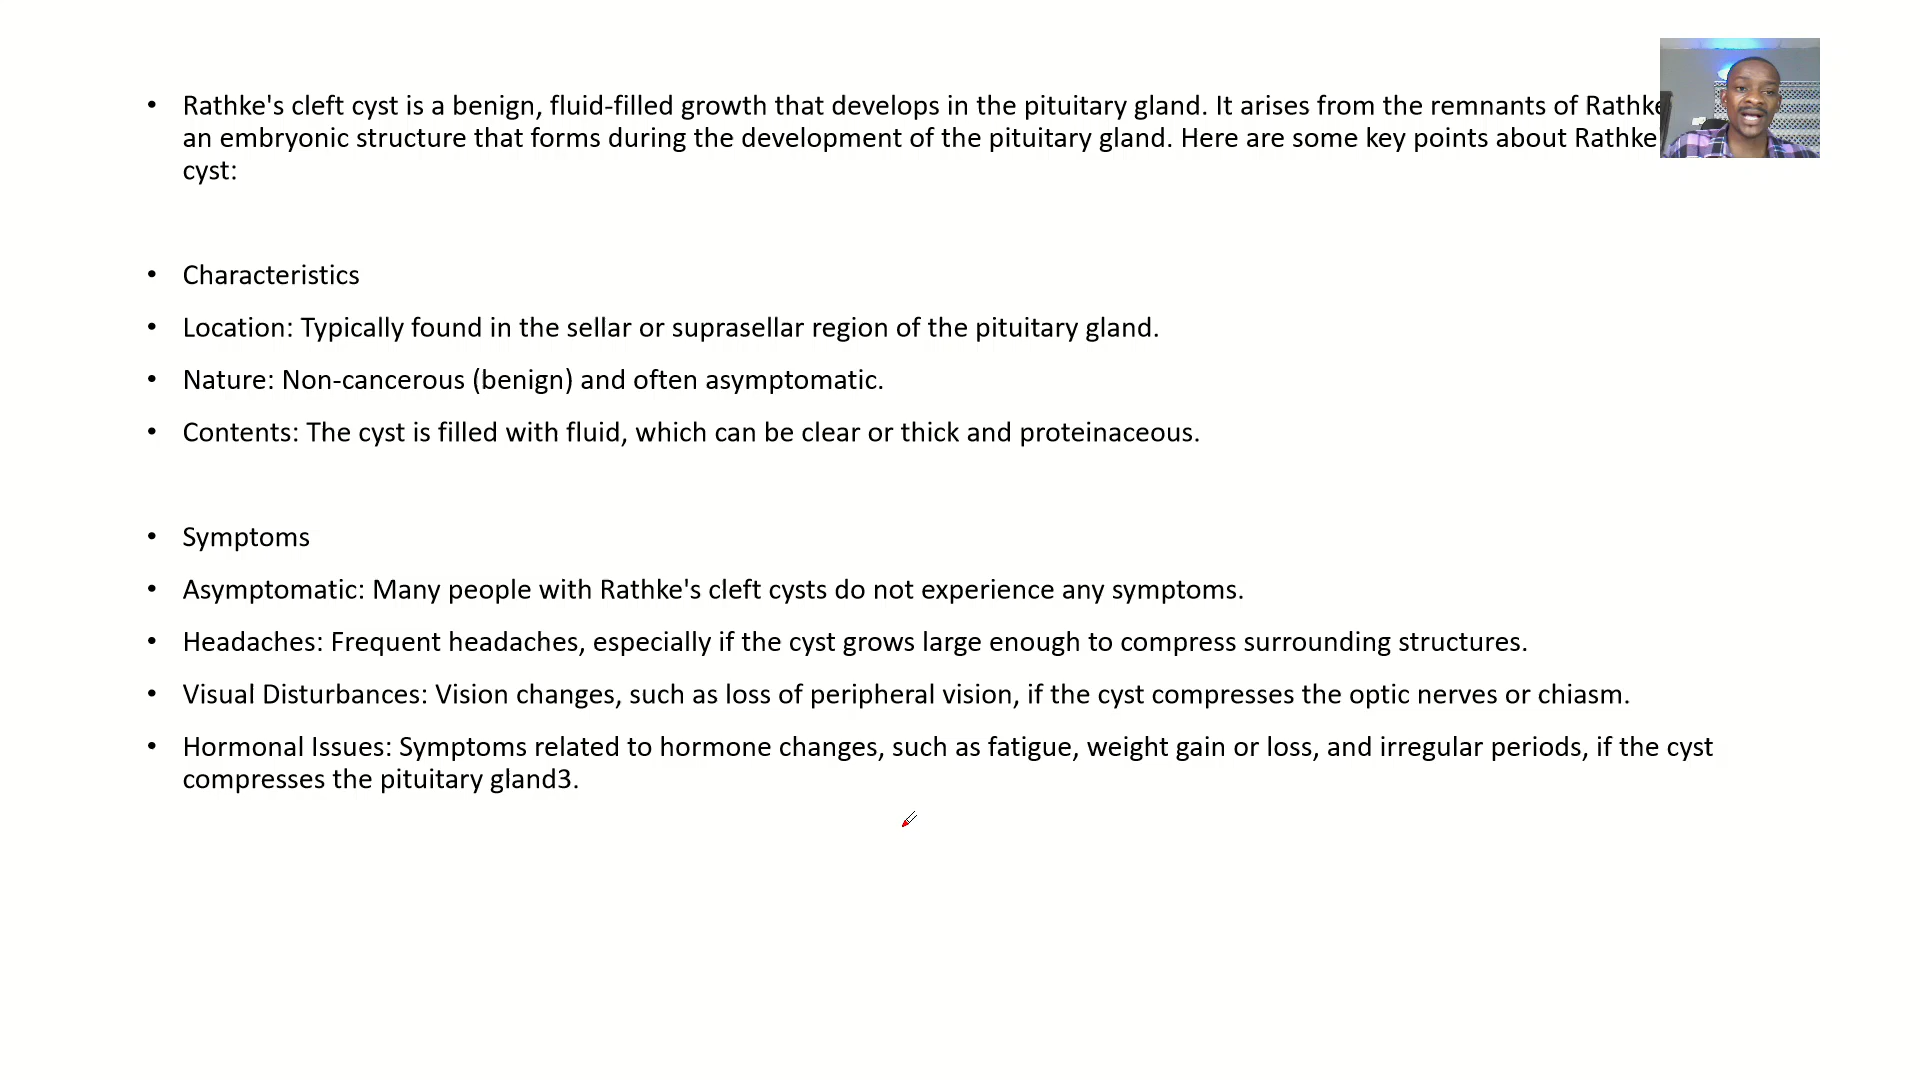 • Rathke's cleft cyst is a benign, fluid-filled growth that develops in the pituitary gland. It arises from the remnants of Rathke
an embryonic structure that forms during the development of the pituitary gland. Here are some key points about Rathke
cyst:
• Characteristics
• Location: Typically found in the sellar or suprasellar region of the pituitary gland.
• Nature: Non-cancerous (benign) and often asymptomatic.
• Contents: The cyst is filled with fluid, which can be clear or thick and proteinaceous.
• Symptoms
• Asymptomatic: Many people with Rathke's cleft cysts do not experience any symptoms.
• Headaches: Frequent headaches, especially if the cyst grows large enough to compress surrounding structures.
• Visual Disturbances: Vision changes, such as loss of peripheral vision, if the cyst compresses the optic nerves or chiasm.
• Hormonal Issues: Symptoms related to hormone changes, such as fatigue, weight gain or loss, and irregular periods, if the cyst
compresses the pituitary gland3.